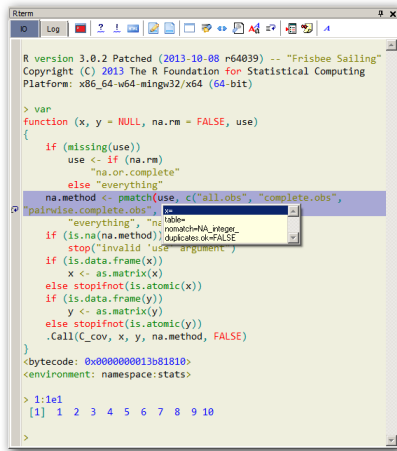 Rterm
IO Log
R version 3.0.2 Patched (2013-10-08 r64039) -- "Frisbee Sailing"
Copyright (C) 2013 The R Foundation for Statistical Computing
Platform: x86_64-w64-mingw32/x64 (64-bit)
> var
function (x, y = NULL, na.rm = FALSE, use)
{
if (missing(use))
use <- if (na.rm)
"na.or.complete"
else "everything"
na.method <- pmatch(use, c("all.obs", "complete.obs",
"pairwise.complete.obs",
x=
"everything", "na
table=
nomatch=NA_integer_
if (is.na(na.method))
duplicates.ok=FALSE
stop("invalid 'use' argument")
if (is.data.frame(x))
x <- as.matrix(x)
else stopifnot(is.atomic(x))
if (is.data.frame(y))
y <- as.matrix(y)
else stopifnot(is.atomic(y))
.Call(C_cov, x, y, na.method, FALSE)
}
<bytecode: 0x0000000013b81810>
<environment: namespace:stats>
> 1:1e1
[1] 1 2 3 4 5 6 7 8 9 10
>